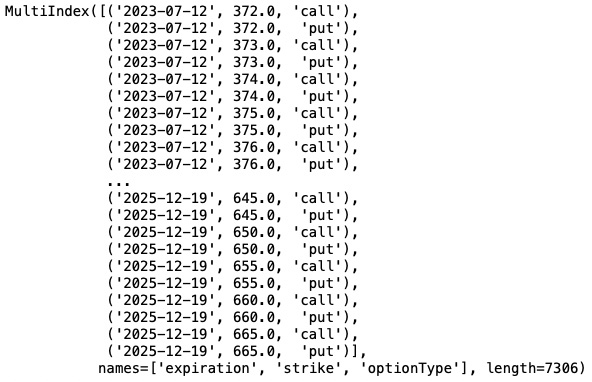 MultiIndex([('2023-07-12', 372.0, 'call'),
            ('2023-07-12', 372.0,  'put'),
            ('2023-07-12', 373.0, 'call'),
            ('2023-07-12', 373.0,  'put'),
            ('2023-07-12', 374.0, 'call'),
            ('2023-07-12', 374.0,  'put'),
            ('2023-07-12', 375.0, 'call'),
            ('2023-07-12', 375.0,  'put'),
            ('2023-07-12', 376.0, 'call'),
            ('2023-07-12', 376.0,  'put'),
            ...
            ('2025-12-19', 645.0, 'call'),
            ('2025-12-19', 645.0,  'put'),
            ('2025-12-19', 650.0, 'call'),
            ('2025-12-19', 650.0,  'put'),
            ('2025-12-19', 655.0, 'call'),
            ('2025-12-19', 655.0,  'put'),
            ('2025-12-19', 660.0, 'call'),
            ('2025-12-19', 660.0,  'put'),
            ('2025-12-19', 665.0, 'call'),
            ('2025-12-19', 665.0,  'put')],
           names=['expiration', 'strike', 'optionType'], length=7306)